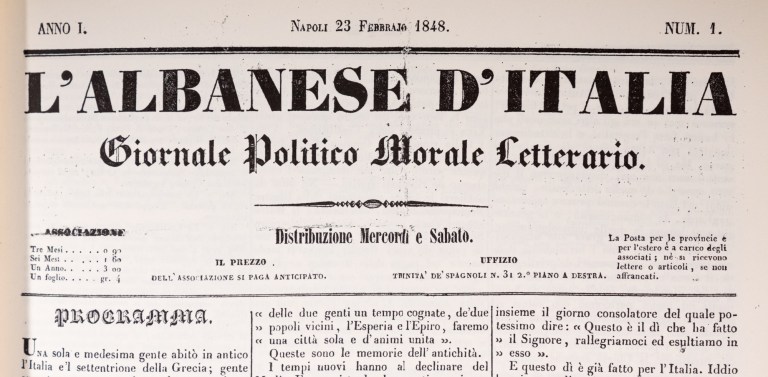 ANNO I.
NAPOLI 23 FEBBRAJO 1848.
NUM. 1.
L'ALBANESE D'ITALIA
Giornale Politico Morale Letterario.
ASSOCIAZIONE
Tre Mesi . . . . . 0 90
Sei Mesi . . . . . 1 60
Un Anno. . . . . 3 00
Un foglio. . . . . gr. 4
Distribuzione Mercordì e Sabato.
IL PREZZO
DELL'ASSOCIAZIONE SI PAGA ANTICIPATO.
UFFIZIO
TRINITA' DE' SPAGNOLI N. 31 2.° PIANO A DESTRA.
La Posta per le provincie è
per l'estero è a carico degli
associati; nè si ricevono
lettere o articoli, se non
affrancati.
PROGRAMMA.
UNA sola e medesima gente abitò in antico
l'Italia e l settentrione della Grecia; gente
« delle due genti un tempo cognate, de'due
» popoli vicini, l'Esperia e l'Epiro, faremo
« una città sola e d'animi unita ».
Queste sono le memorie dell'antichità.
I tempi nuovi hanno al declinare del
insieme il giorno consolatore del quale po-
tessimo dire: « Questo è il dì che ha fatto
» il Signore, rallegriamoci ed esultiamo in
» esso ».
E questo dì è già fatto per l'Italia. Iddio